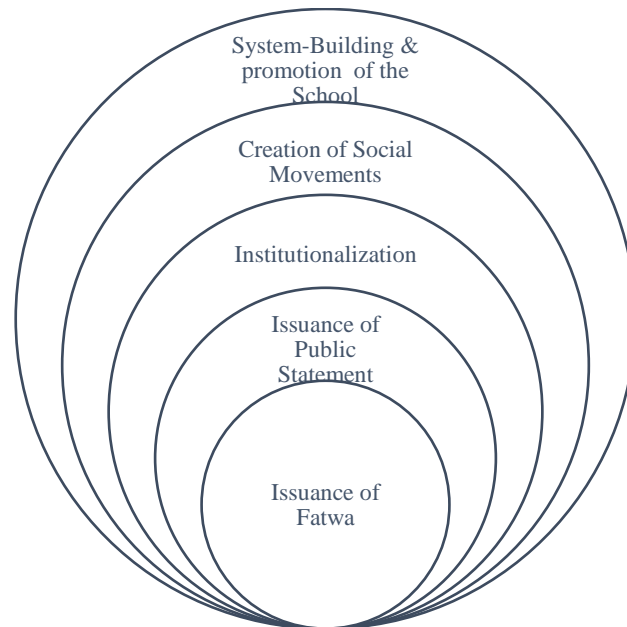 System-Building &
promotion of the
School
Creation of Social
Movements
Institutionalization
Issuance of
Public
Statement
Issuance of
Fatwa